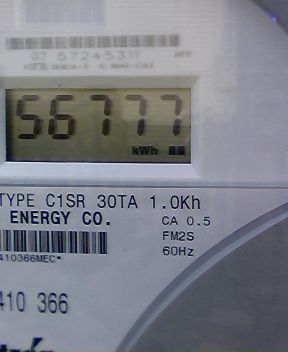 07 57245311
56777
kWh
TYPE C1SR 30TA 1.0Kh
ENERGY CO.
CA 0.5
FM2S
60Hz
410366MEC*
410 366